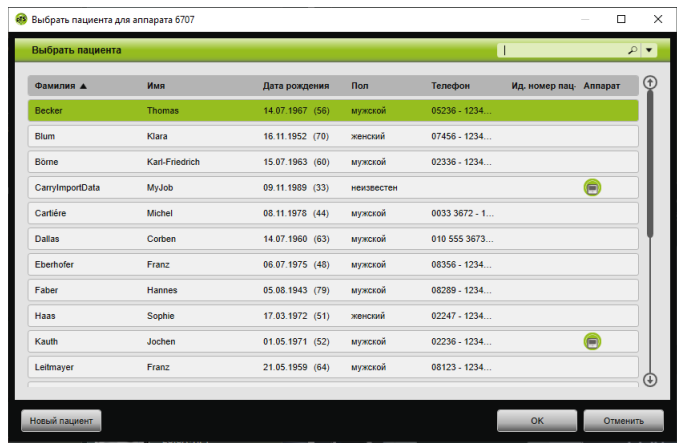 Выбрать пациента для аппарата 6707
Выбрать пациента
Фамилия ▲ Имя Дата рождения Пол Телефон Ид. номер пац· Аппарат
Becker Thomas 14.07.1967 (56) мужской 05236 - 1234...
Blum Klara 16.11.1952 (70) женский 07456 - 1234...
Börne Karl-Friedrich 15.07.1963 (60) мужской 02336 - 1234...
CarryImportData MyJob 09.11.1989 (33) неизвестен
Cartiére Michel 08.11.1978 (44) мужской 0033 3672 - 1...
Dallas Corben 14.07.1960 (63) мужской 010 555 3673...
Eberhofer Franz 06.07.1975 (48) мужской 08356 - 1234...
Faber Hannes 05.08.1943 (79) мужской 08289 - 1234...
Haas Sophie 17.03.1972 (51) женский 02247 - 1234...
Kauth Jochen 01.05.1971 (52) мужской 02236 - 1234...
Leitmayer Franz 21.05.1959 (64) мужской 08123 - 1234...
Новый пациент OK Отменить